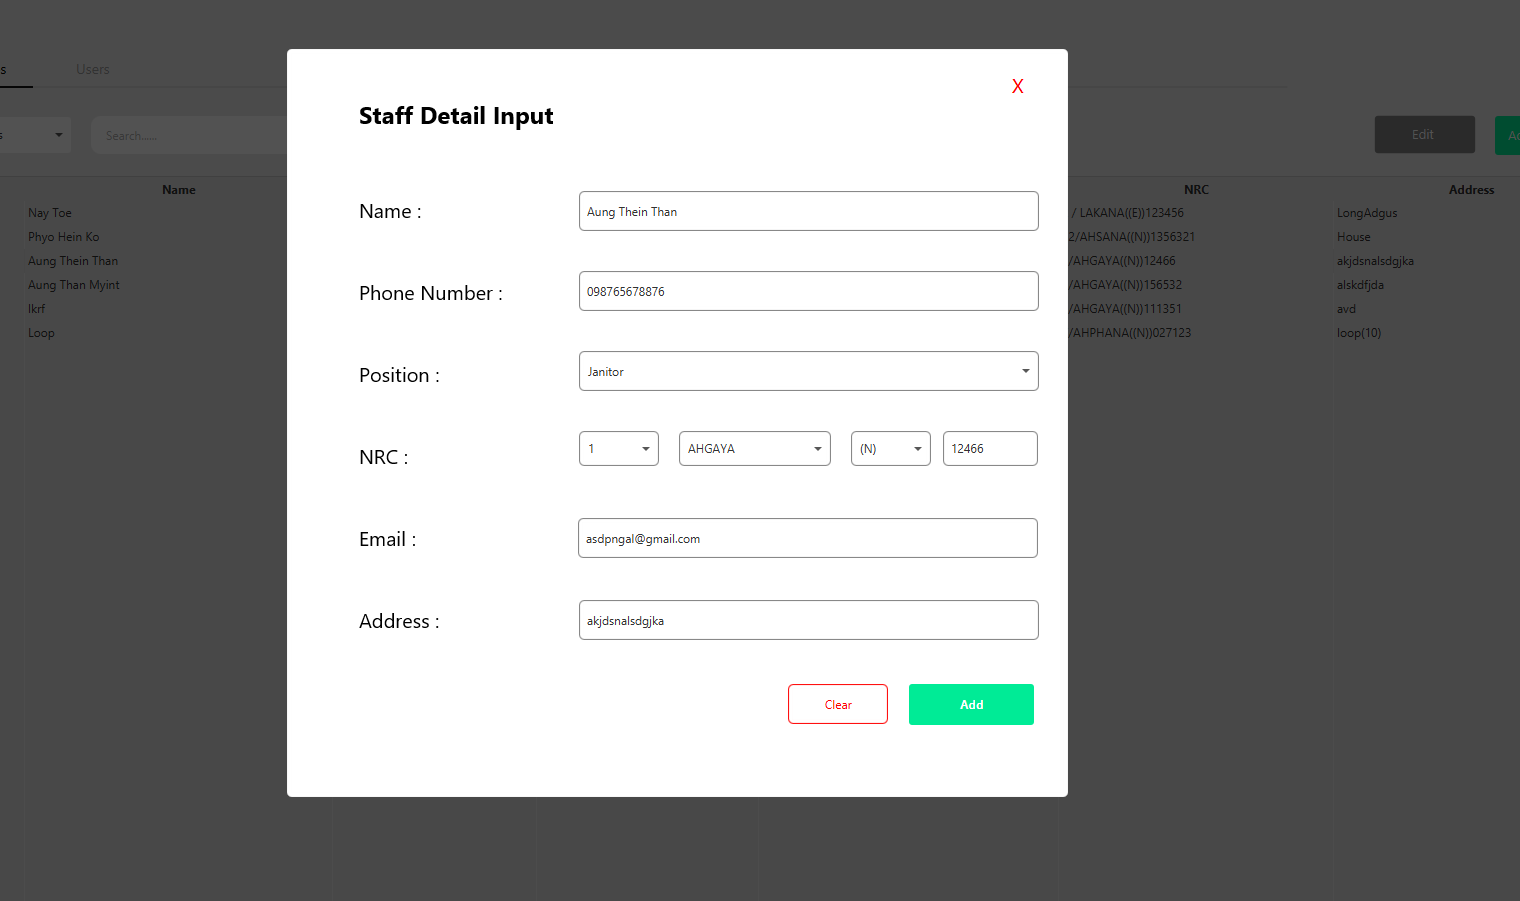 s Users
X
Staff Detail Input
s Search...... Edit
Name NRC Address
Nay Toe / LAKANA((E))123456 LongAdgus
Phyo Hein Ko 2/AHSANA((N))1356321 House
Aung Thein Than /AHGAYA((N))12466 akjdsnalsdgjka
Aung Than Myint /AHGAYA((N))156532 alskdfjda
/AHGAYA((N))111351 avd
Loop /AHPHANA((N))027123 loop(10)
Name : Aung Thein Than
Phone Number : 098765678876
Position : Janitor
NRC : 1 AHGAYA (N) 12466
Email : asdpngal@gmail.com
Address : akjdsnalsdgjka
Clear Add